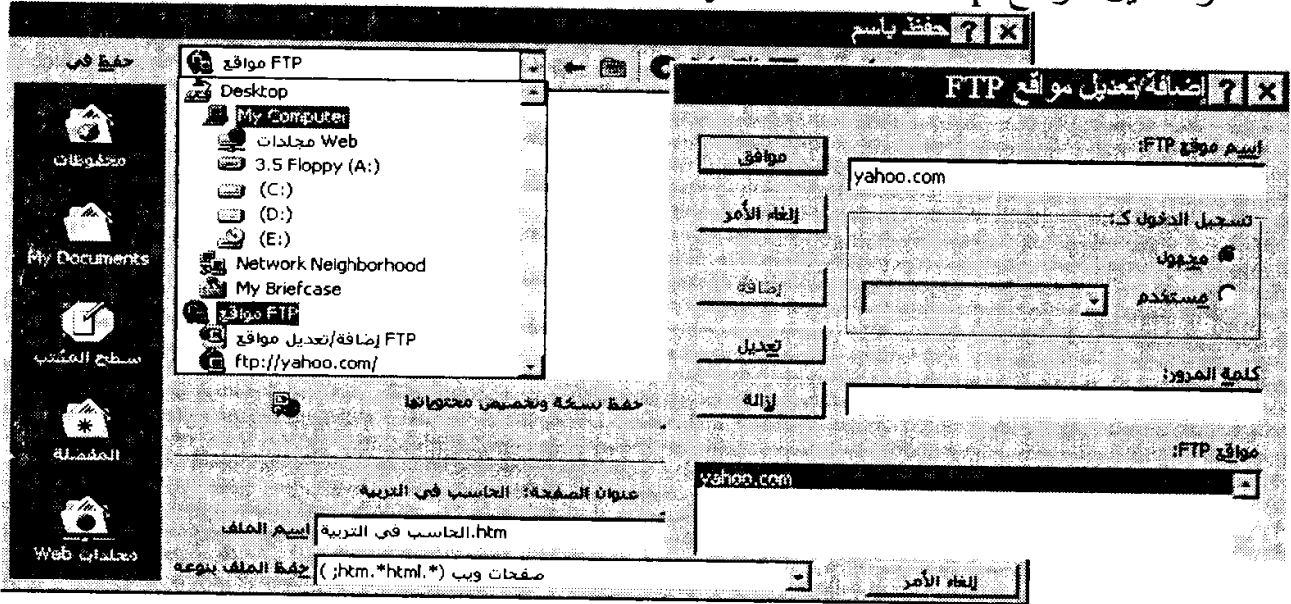 حفظ باسم
حفظ في
مواقع FTP
محفوظات
My Documents
سطح المكتب
المفضلة
مجلدات Web
Desktop
My Computer
مجلدات Web
3.5 Floppy (A:)
(C:)
(D:)
(E:)
Network Neighborhood
My Briefcase
مواقع FTP
إضافة/تعديل مواقع FTP
ftp://yahoo.com/
حفظ نسخة وتخصيص محتوياتها
عنوان الصفحة: الحاسب في التربية
اسم الملف
الحاسب في التربية.htm
حفظ الملف بنوعه
صفحات ويب (*.htm.*html; )
إلغاء الأمر
إضافة/تعديل مواقع FTP
اسم موقع FTP:
yahoo.com
تسجيل الدخول كـ:
مجهول
مستخدم
كلمة المرور:
مواقع FTP:
yahoo.com
موافق
إلغاء الأمر
إضافة
تعديل
إزالة